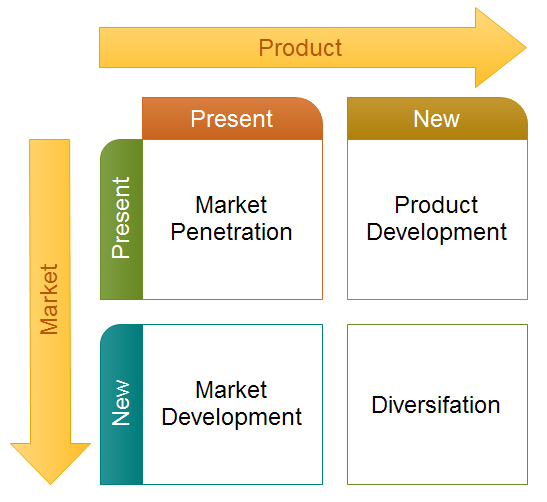 Product
Present
New
Market
Present
Market
Penetration
Product
Development
New
Market
Development
Diversifation